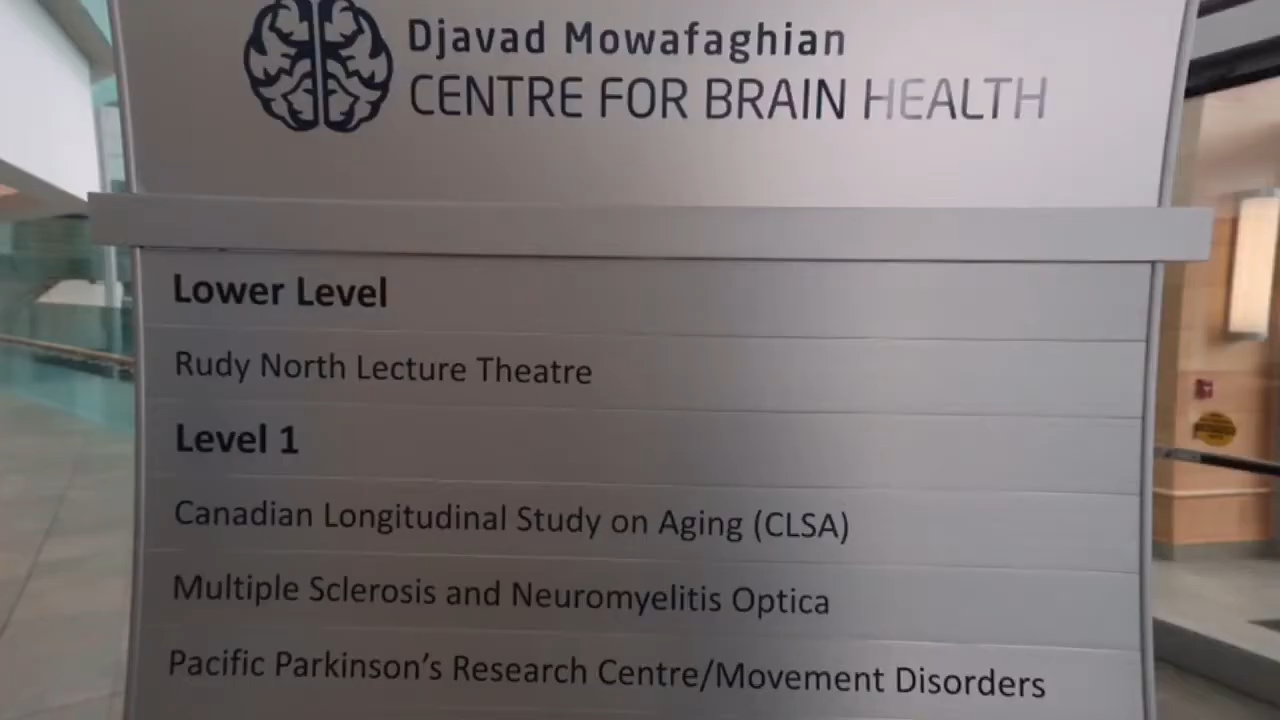 Djavad Mowafaghian
CENTRE FOR BRAIN HEALTH
Lower Level
Rudy North Lecture Theatre
Level 1
Canadian Longitudinal Study on Aging (CLSA)
Multiple Sclerosis and Neuromyelitis Optica
Pacific Parkinson's Research Centre/Movement Disorders